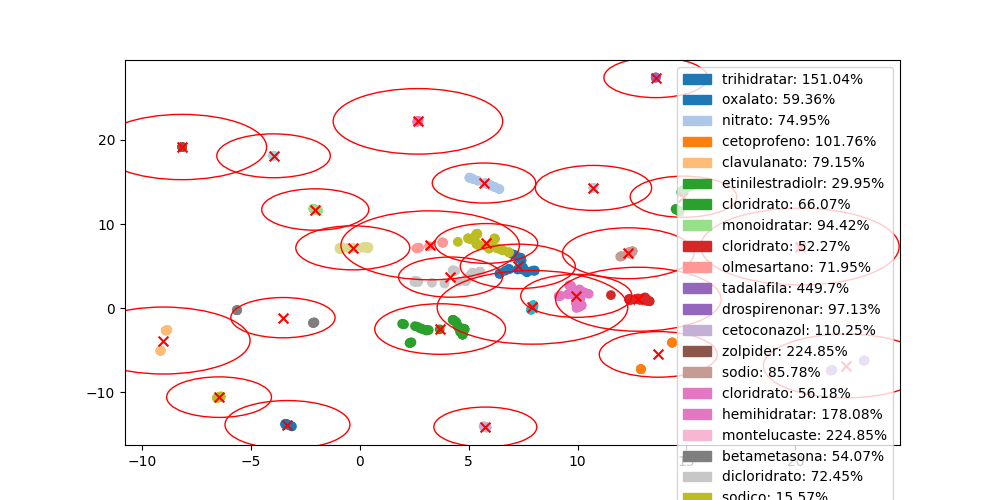 20
10
0
−10
−10
−5
0
5
10
15
20
trihidratar: 151.04%
oxalato: 59.36%
nitrato: 74.95%
cetoprofeno: 101.76%
clavulanato: 79.15%
etinilestradiolr: 29.95%
cloridrato: 66.07%
monoidratar: 94.42%
cloridrato: 52.27%
olmesartano: 71.95%
tadalafila: 449.7%
drospirenonar: 97.13%
cetoconazol: 110.25%
zolpider: 224.85%
sodio: 85.78%
cloridrato: 56.18%
hemihidratar: 178.08%
montelucaste: 224.85%
betametasona: 54.07%
dicloridrato: 72.45%
sodico: 15.57%